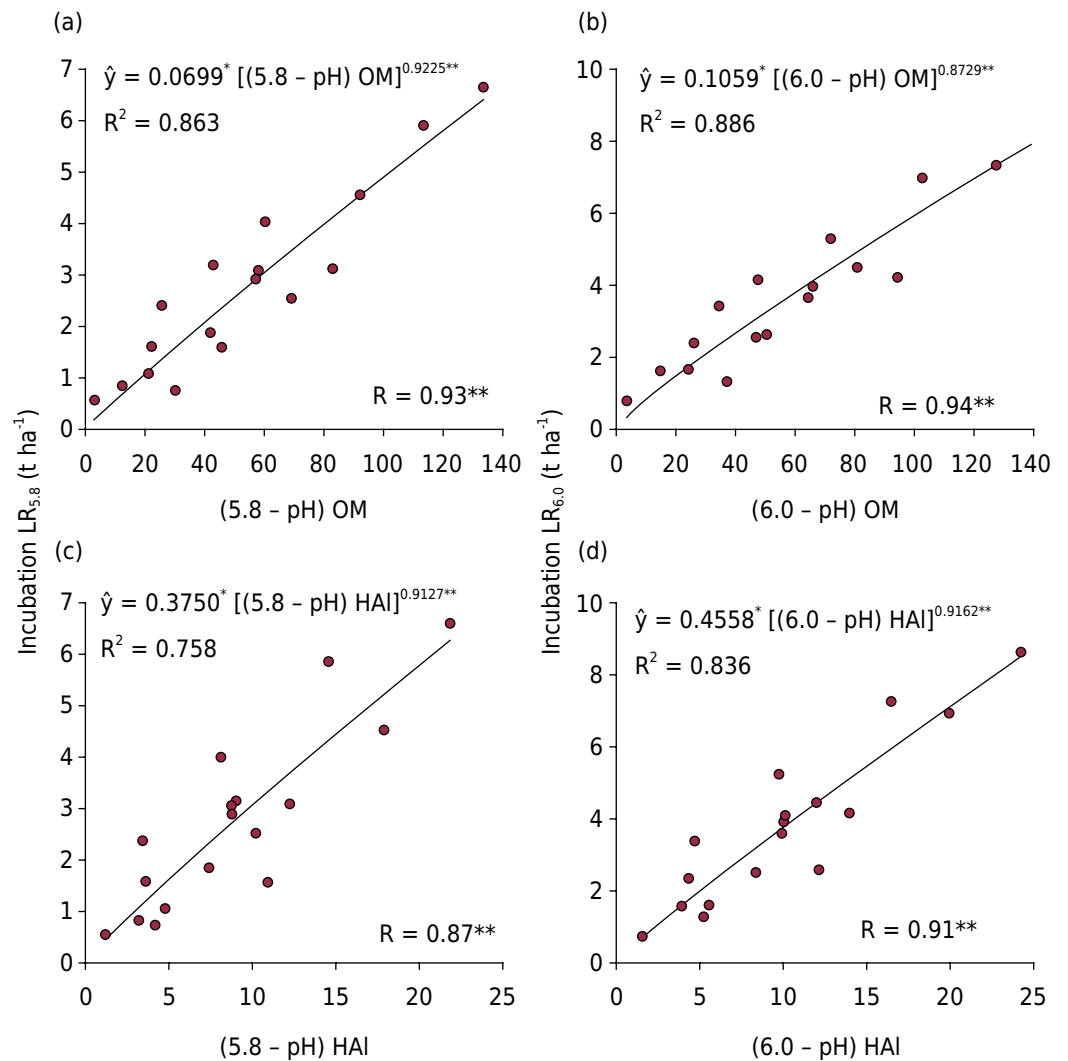 (a)
ŷ = 0.0699* [(5.8 – pH) OM]^0.9225**
R² = 0.863
R = 0.93**
7
6
5
4
3
2
1
0
0 20 40 60 80 100 120 140
(5.8 – pH) OM
(b)
ŷ = 0.1059* [(6.0 – pH) OM]^0.8729**
R² = 0.886
R = 0.94**
10
8
6
4
2
0
0 20 40 60 80 100 120 140
(6.0 – pH) OM
Incubation LR5.8 (t ha⁻¹)
Incubation LR6.0 (t ha⁻¹)
(c)
ŷ = 0.3750* [(5.8 – pH) HAl]^0.9127**
R² = 0.758
R = 0.87**
7
6
5
4
3
2
1
0
0 5 10 15 20 25
(5.8 – pH) HAl
(d)
ŷ = 0.4558* [(6.0 – pH) HAl]^0.9162**
R² = 0.836
R = 0.91**
10
8
6
4
2
0
0 5 10 15 20 25
(6.0 – pH) HAl